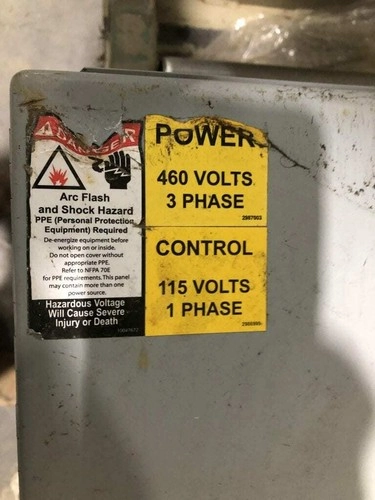 DANGER
Arc Flash
and Shock Hazard
PPE (Personal Protection
Equipment) Required
De-energize equipment before
working on or inside.
Do not open cover without
appropriate PPE.
Refer to NFPA 70E
for PPE requirements. This panel
may contain more than one
power source.
Hazardous Voltage
Will Cause Severe
Injury or Death
POWER
460 VOLTS
3 PHASE
CONTROL
115 VOLTS
1 PHASE